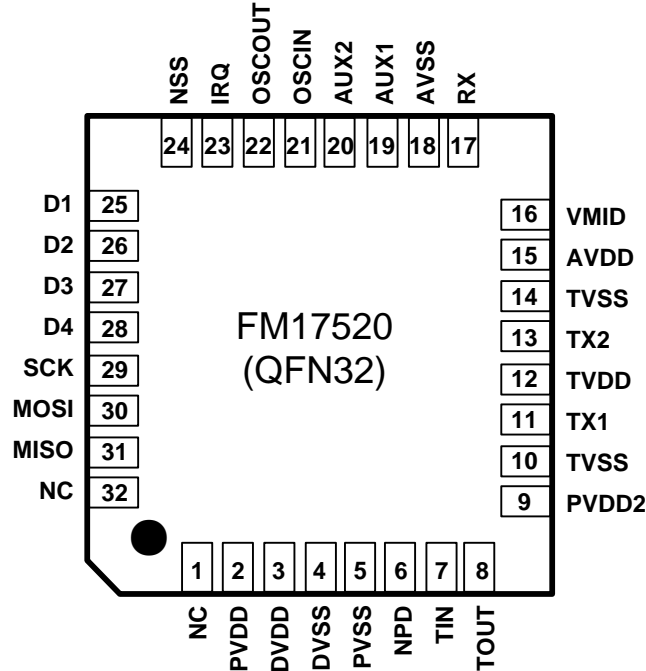 NSS
IRQ
OSCOUT
OSCIN
AUX2
AUX1
AVSS
RX
24
23
22
21
20
19
18
17
D1 25
D2 26
D3 27
D4 28
SCK 29
MOSI 30
MISO 31
NC 32
FM17520
(QFN32)
16 VMID
15 AVDD
14 TVSS
13 TX2
12 TVDD
11 TX1
10 TVSS
9 PVDD2
1
2
3
4
5
6
7
8
NC
PVDD
DVDD
DVSS
PVSS
NPD
TIN
TOUT